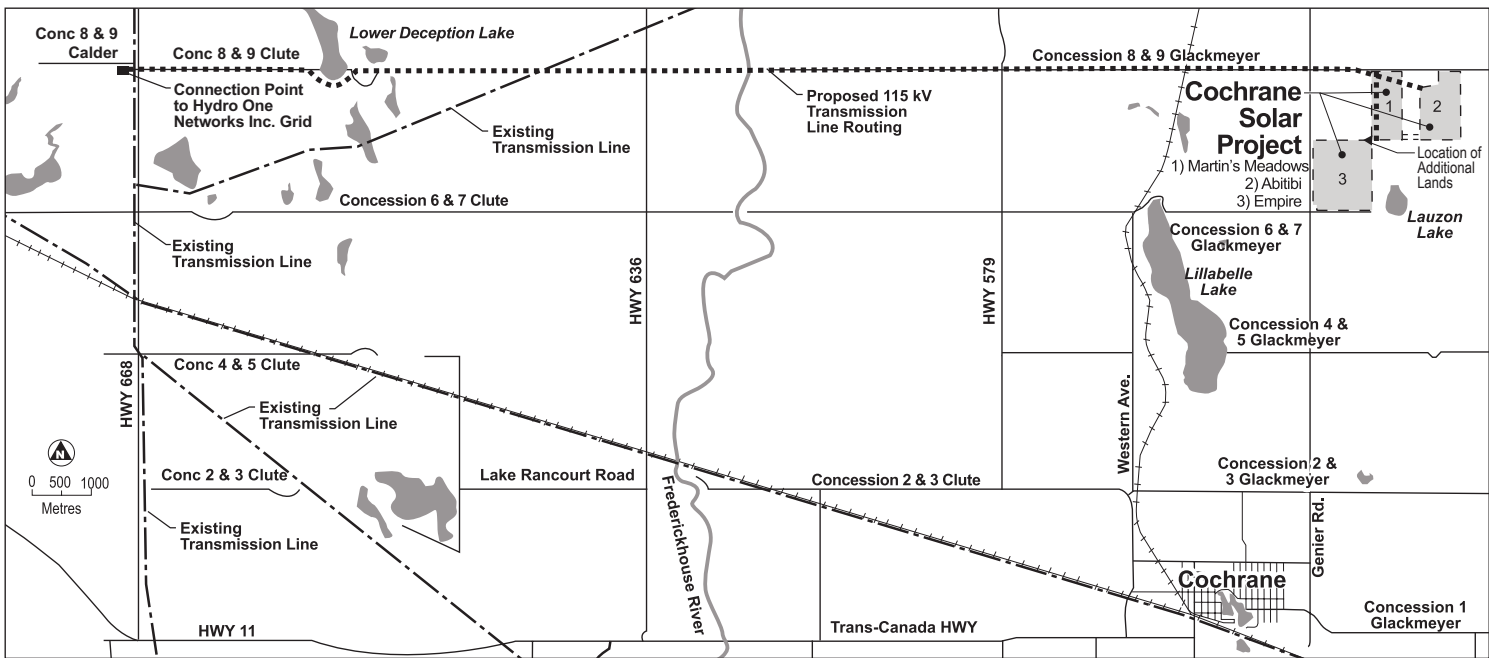 Conc 8 & 9
Calder
Conc 8 & 9 Clute
Lower Deception Lake
Concession 8 & 9 Glackmeyer
Connection Point
to Hydro One
Networks Inc. Grid
Existing
Transmission Line
Proposed 115 kV
Transmission
Line Routing
Cochrane
Solar
Project
1) Martin's Meadows
2) Abitibi
3) Empire
1
2
3
Location of
Additional
Lands
Lauzon
Lake
Concession 6 & 7 Clute
Concession 6 & 7
Glackmeyer
Existing
Transmission Line
HWY 636
HWY 579
Lillabelle
Lake
Concession 4 &
5 Glackmeyer
Conc 4 & 5 Clute
HWY 668
Existing
Transmission Line
Western Ave.
N
0 500 1000
Metres
Conc 2 & 3 Clute
Lake Rancourt Road
Concession 2 & 3 Clute
Concession 2 &
3 Glackmeyer
Frederickhouse River
Existing
Transmission Line
Genier Rd.
Cochrane
HWY 11
Trans-Canada HWY
Concession 1
Glackmeyer